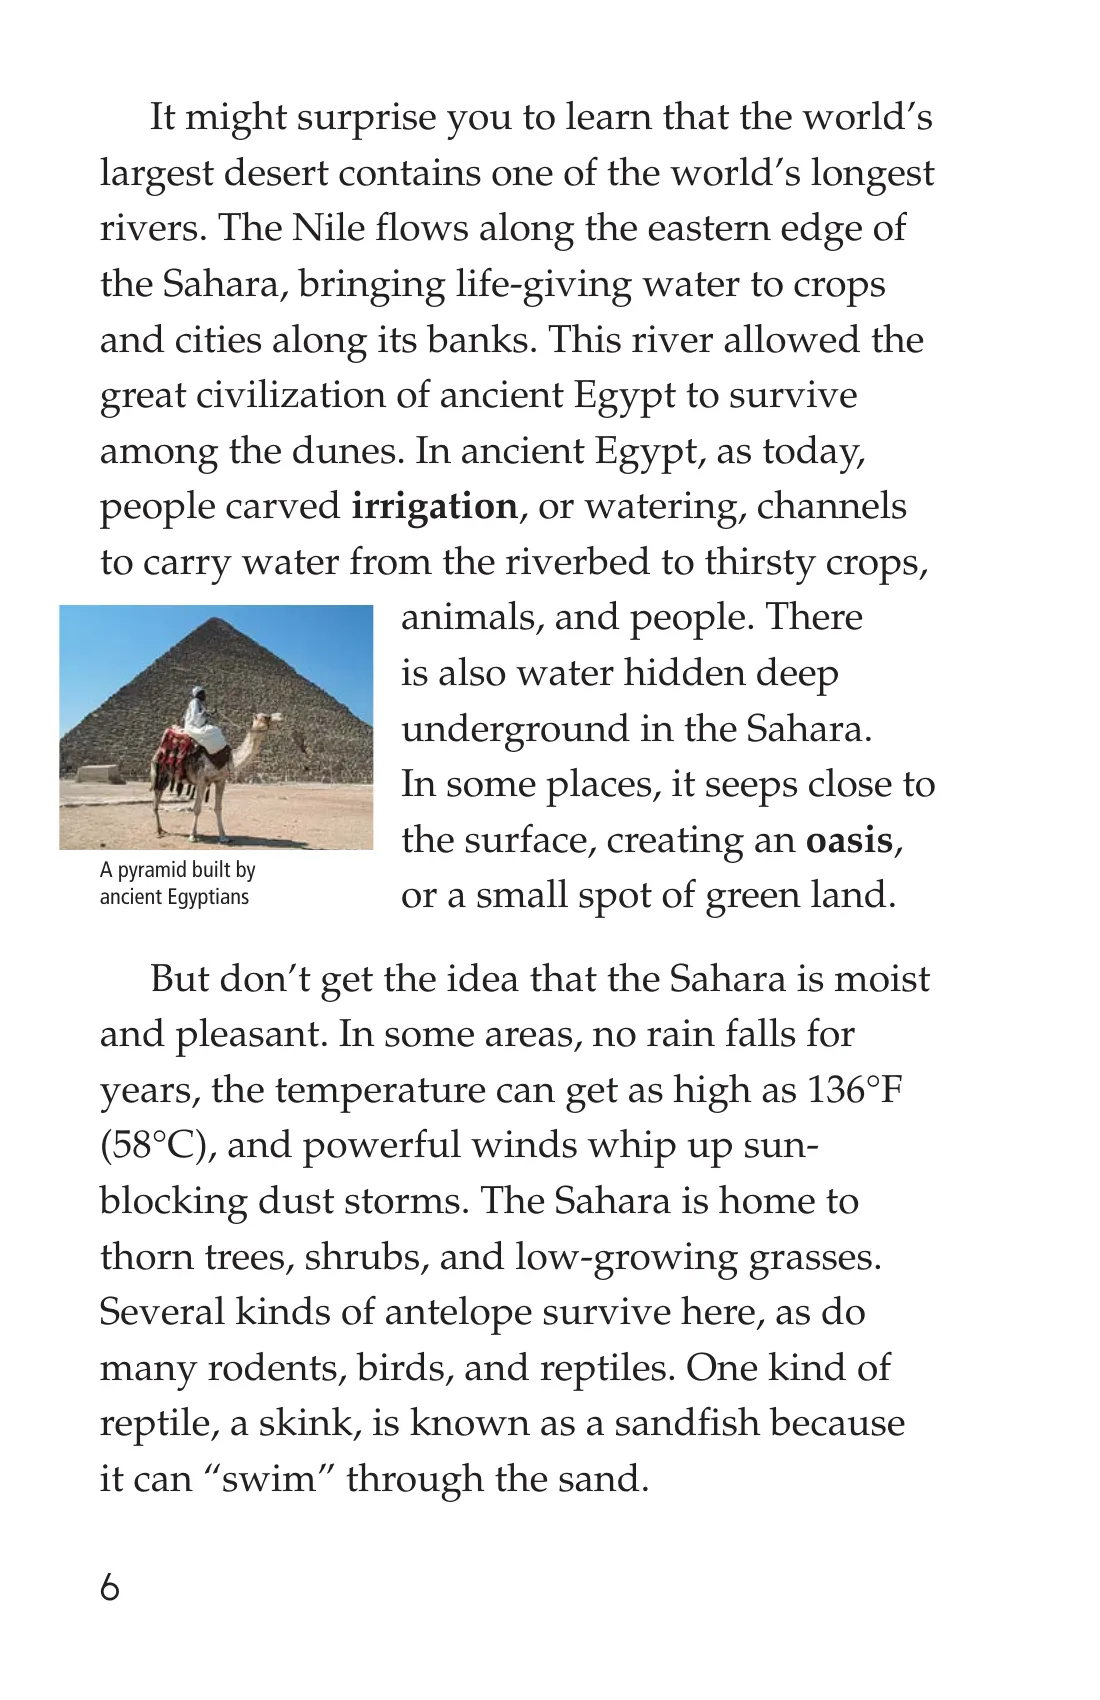 It might surprise you to learn that the world’s
largest desert contains one of the world’s longest
rivers. The Nile flows along the eastern edge of
the Sahara, bringing life-giving water to crops
and cities along its banks. This river allowed the
great civilization of ancient Egypt to survive
among the dunes. In ancient Egypt, as today,
people carved irrigation, or watering, channels
to carry water from the riverbed to thirsty crops,
animals, and people. There
is also water hidden deep
underground in the Sahara.
In some places, it seeps close to
the surface, creating an oasis,
or a small spot of green land.
A pyramid built by
ancient Egyptians
But don’t get the idea that the Sahara is moist
and pleasant. In some areas, no rain falls for
years, the temperature can get as high as 136°F
(58°C), and powerful winds whip up sun-
blocking dust storms. The Sahara is home to
thorn trees, shrubs, and low-growing grasses.
Several kinds of antelope survive here, as do
many rodents, birds, and reptiles. One kind of
reptile, a skink, is known as a sandfish because
it can “swim” through the sand.
6